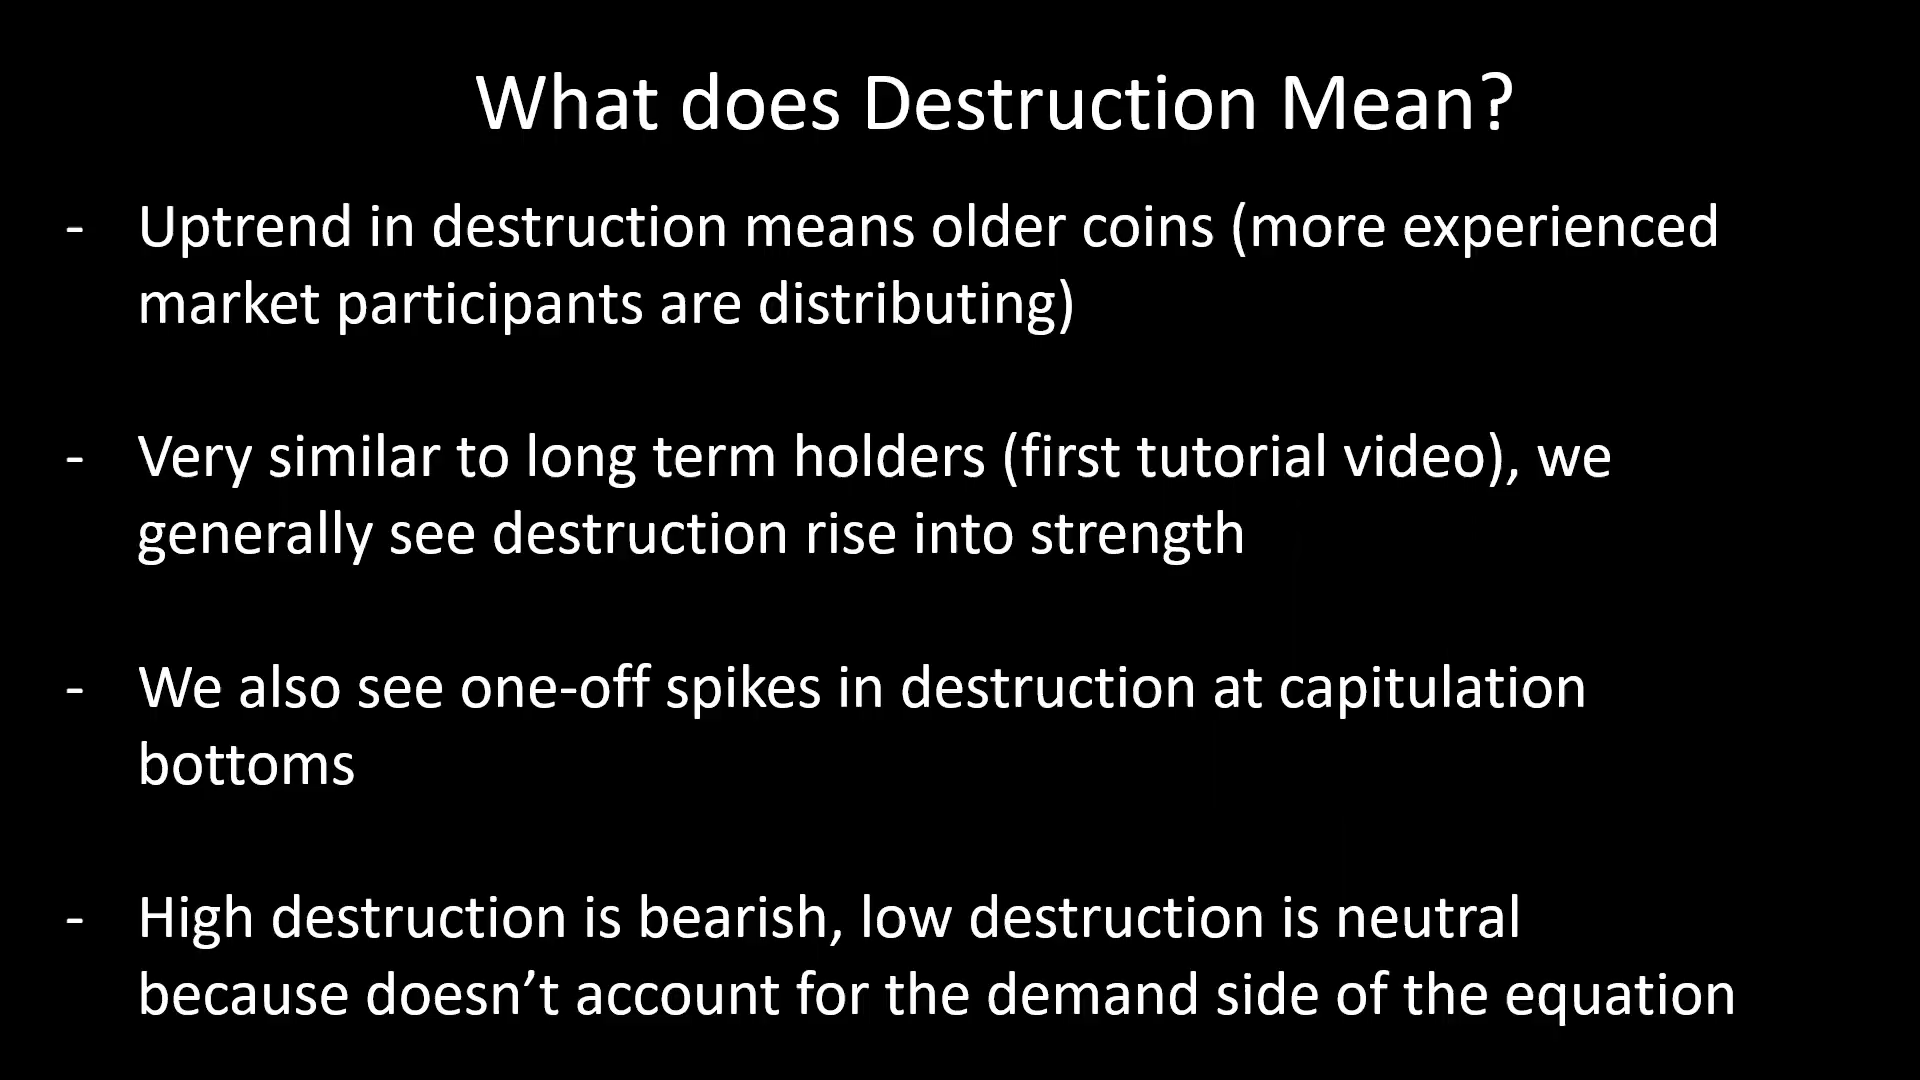 What does Destruction Mean?
- Uptrend in destruction means older coins (more experienced
market participants are distributing)
- Very similar to long term holders (first tutorial video), we
generally see destruction rise into strength
- We also see one-off spikes in destruction at capitulation
bottoms
- High destruction is bearish, low destruction is neutral
because doesn’t account for the demand side of the equation